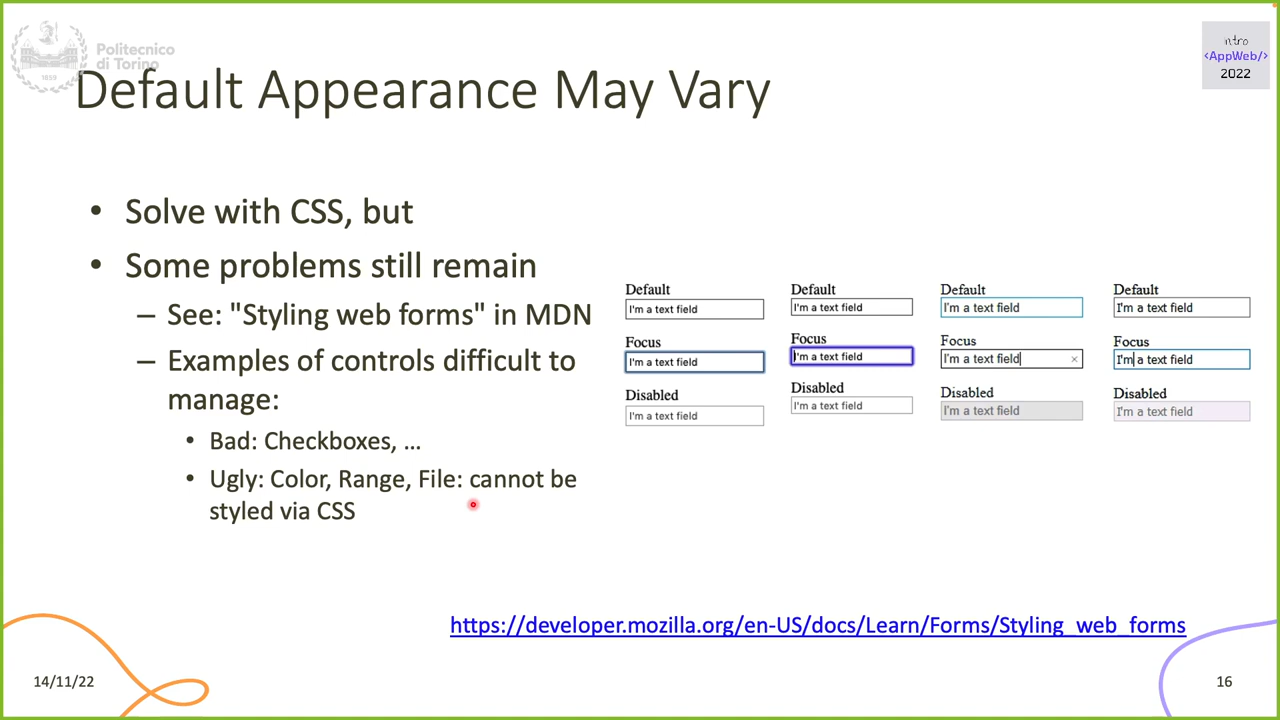 Politecnico
di Torino
1859
intro
<AppWeb/>
2022
Default Appearance May Vary
• Solve with CSS, but
• Some problems still remain
– See: "Styling web forms" in MDN
– Examples of controls difficult to
manage:
• Bad: Checkboxes, …
• Ugly: Color, Range, File: cannot be
styled via CSS
Default
I'm a text field
Focus
I'm a text field
Disabled
I'm a text field
Default
I'm a text field
Focus
I'm a text field
Disabled
I'm a text field
Default
I'm a text field
Focus
I'm a text field ×
Disabled
I'm a text field
Default
I'm a text field
Focus
I'm a text field
Disabled
I'm a text field
https://developer.mozilla.org/en-US/docs/Learn/Forms/Styling_web_forms
14/11/22
16